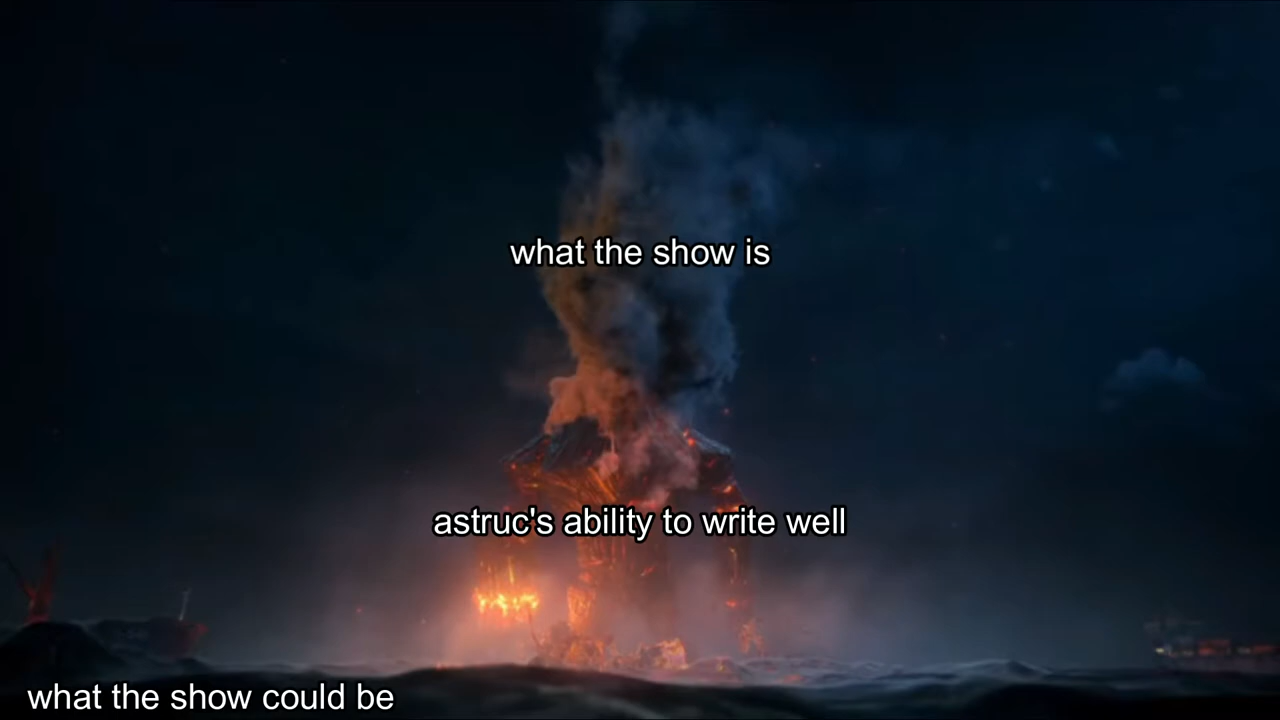 what the show is
astruc's ability to write well
what the show could be